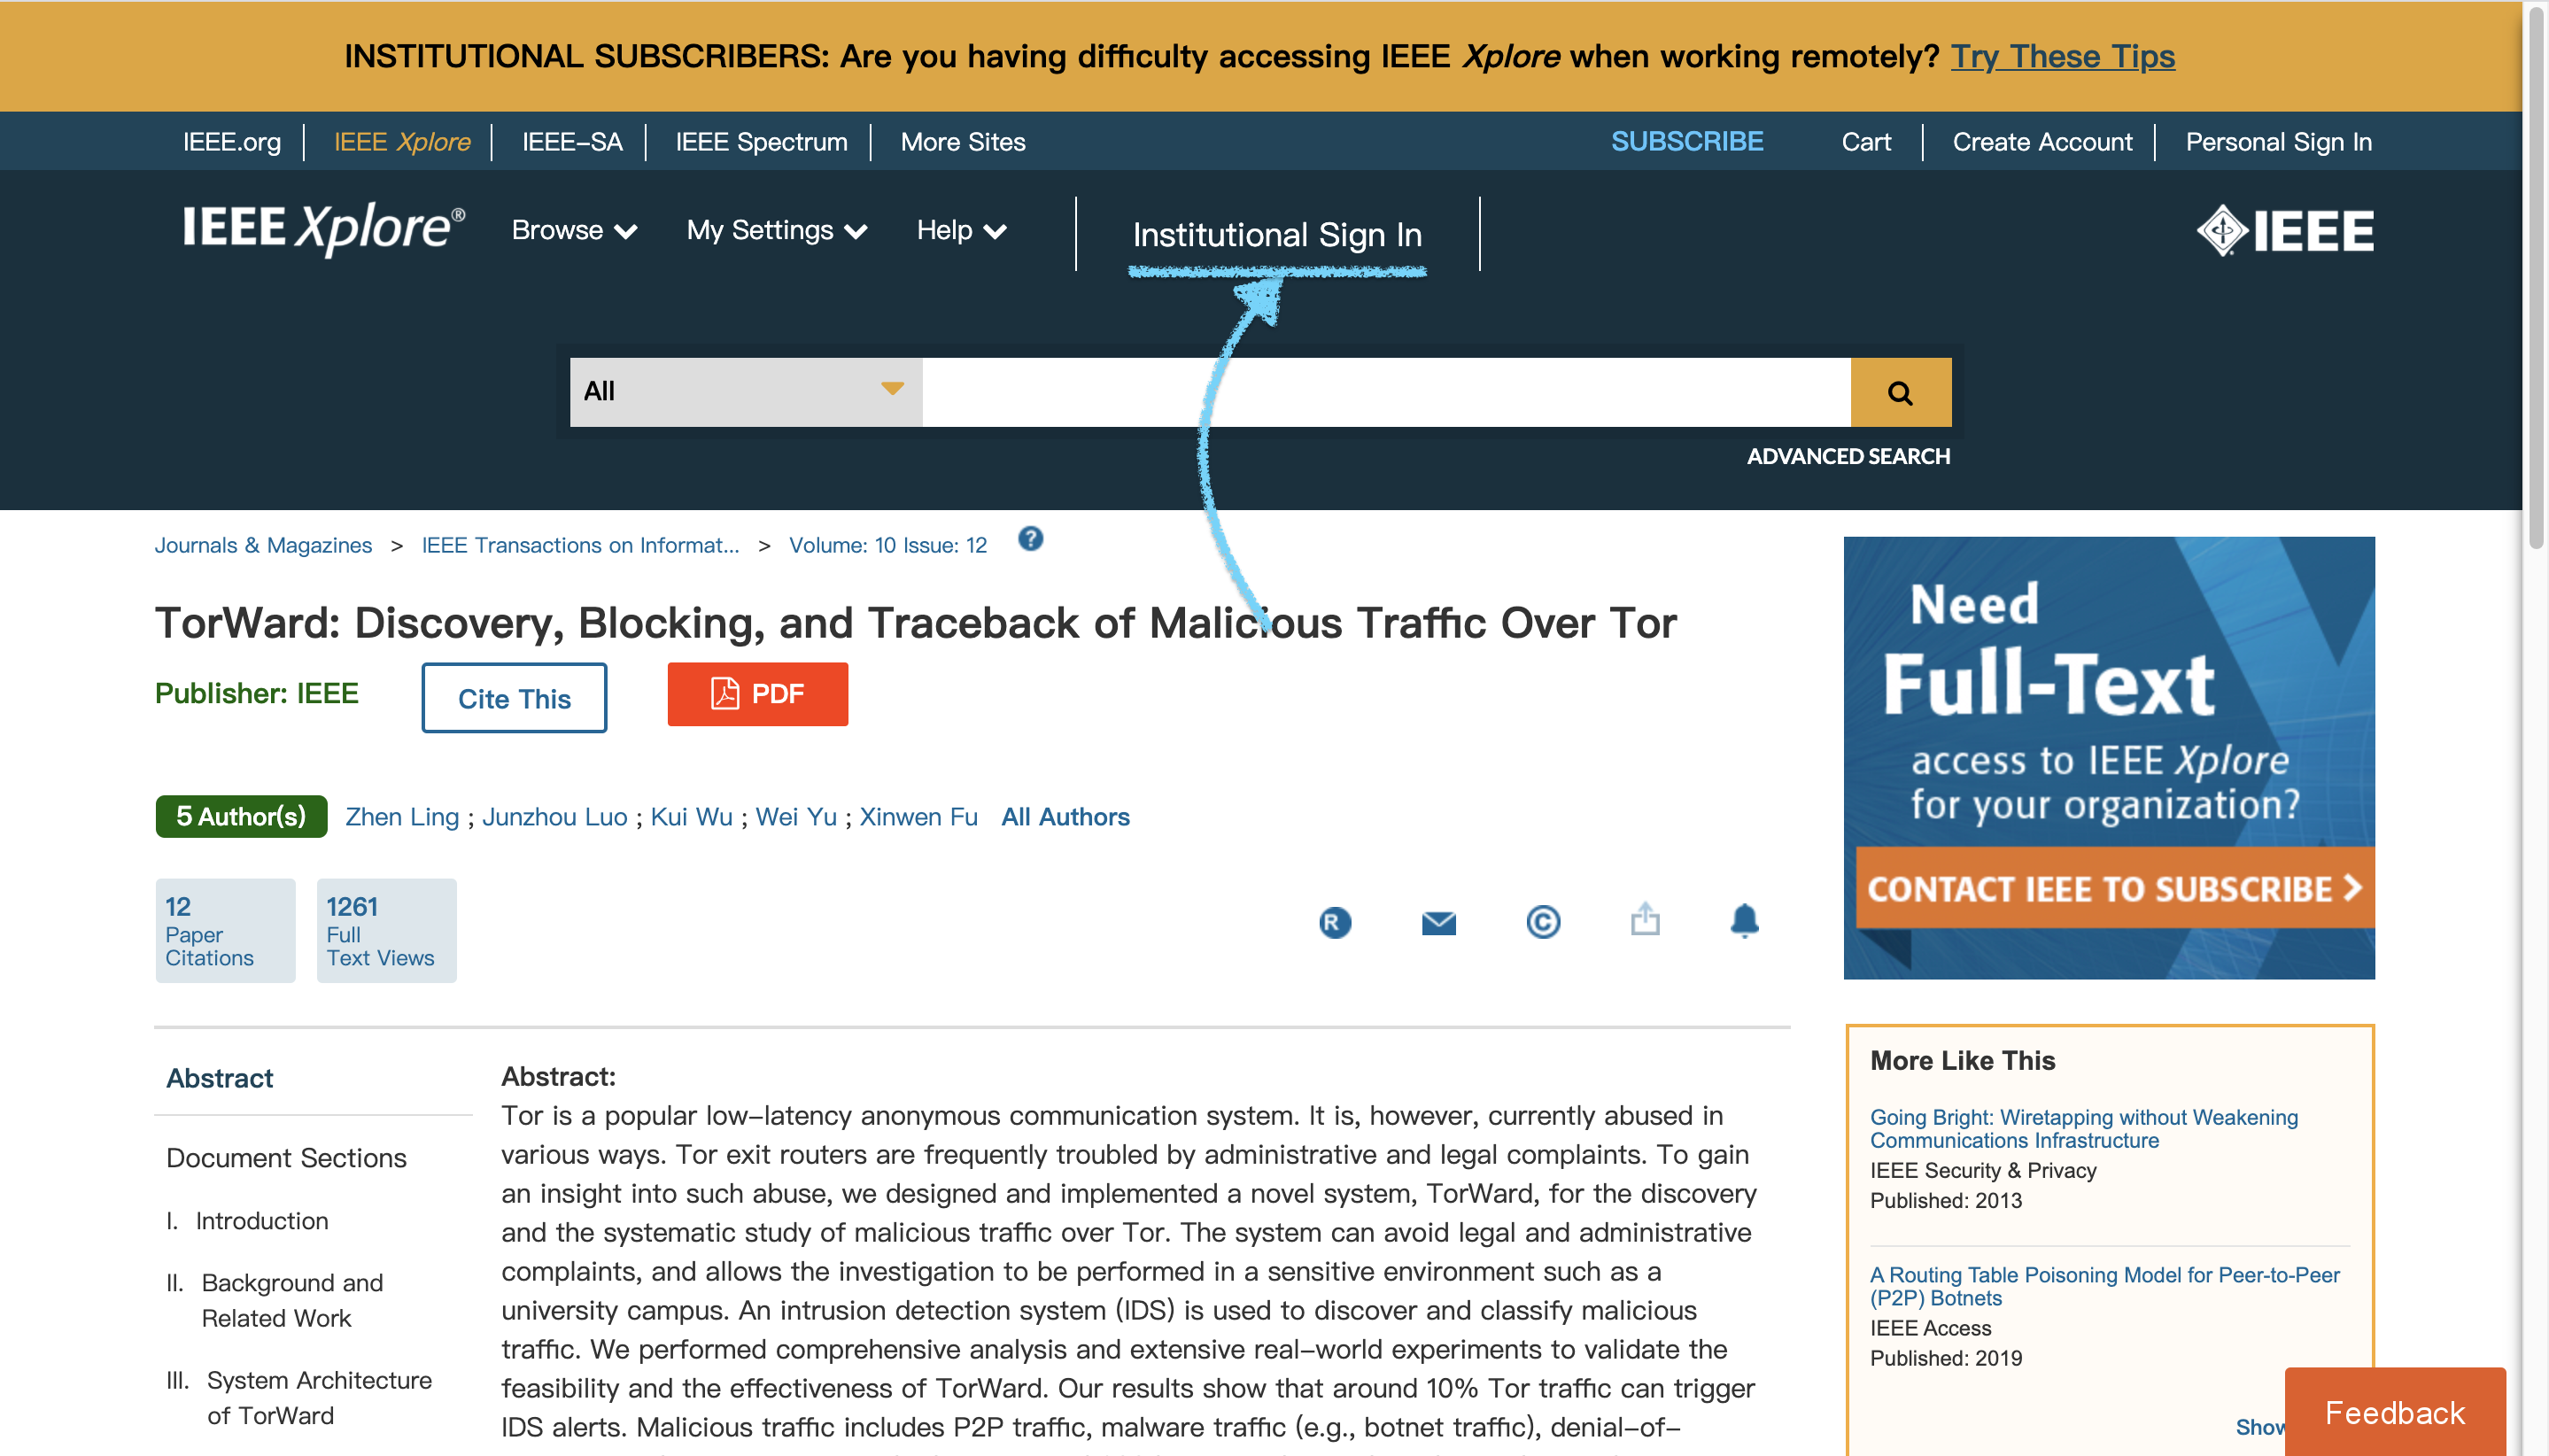 INSTITUTIONAL SUBSCRIBERS: Are you having difficulty accessing IEEE Xplore when working remotely? Try These Tips
IEEE.org
IEEE Xplore
IEEE-SA
IEEE Spectrum
More Sites
SUBSCRIBE
Cart
Create Account
Personal Sign In
IEEE Xplore®
Browse
My Settings
Help
Institutional Sign In
IEEE
All
ADVANCED SEARCH
Journals & Magazines > IEEE Transactions on Informat... > Volume: 10 Issue: 12 ?
TorWard: Discovery, Blocking, and Traceback of Malicious Traffic Over Tor
Publisher: IEEE
Cite This
PDF
5 Author(s)
Zhen Ling ; Junzhou Luo ; Kui Wu ; Wei Yu ; Xinwen Fu All Authors
12
Paper
Citations
1261
Full
Text Views
R
©
Need
Full-Text
access to IEEE Xplore
for your organization?
CONTACT IEEE TO SUBSCRIBE >
Abstract
Document Sections
I. Introduction
II. Background and
Related Work
III. System Architecture
of TorWard
Abstract:
Tor is a popular low-latency anonymous communication system. It is, however, currently abused in
various ways. Tor exit routers are frequently troubled by administrative and legal complaints. To gain
an insight into such abuse, we designed and implemented a novel system, TorWard, for the discovery
and the systematic study of malicious traffic over Tor. The system can avoid legal and administrative
complaints, and allows the investigation to be performed in a sensitive environment such as a
university campus. An intrusion detection system (IDS) is used to discover and classify malicious
traffic. We performed comprehensive analysis and extensive real-world experiments to validate the
feasibility and the effectiveness of TorWard. Our results show that around 10% Tor traffic can trigger
IDS alerts. Malicious traffic includes P2P traffic, malware traffic (e.g., botnet traffic), denial-of-
More Like This
Going Bright: Wiretapping without Weakening
Communications Infrastructure
IEEE Security & Privacy
Published: 2013
A Routing Table Poisoning Model for Peer-to-Peer
(P2P) Botnets
IEEE Access
Published: 2019
Show
Feedback